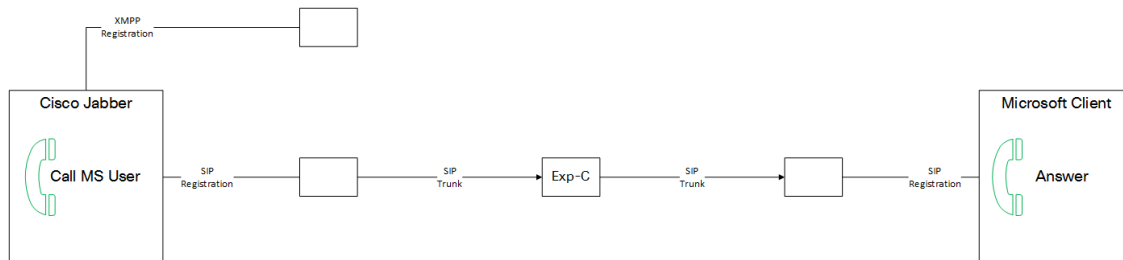 XMPP
Registration
Cisco Jabber
Microsoft Client
Call MS User
SIP
Registration
SIP
Trunk
Exp-C
SIP
Trunk
SIP
Registration
Answer